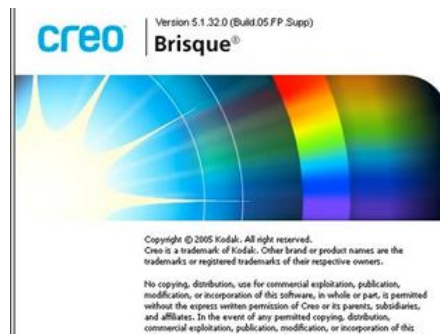 creo
Version 5.1.32.0 (Build.05.FP.Supp)
Brisque®
Copyright © 2005 Kodak. All right reserved.
Creo is a trademark of Kodak. Other brand or product names are the
trademarks or registered trademarks of their respective owners.
No copying, distribution, use for commercial exploitation, publication,
modification, or incorporation of this software, in whole or part, is permitted
without the express written permission of Creo or its parents, subsidiaries,
and affiliates. In the event of any permitted copying, distribution,
commercial exploitation, publication, modification, or incorporation of this